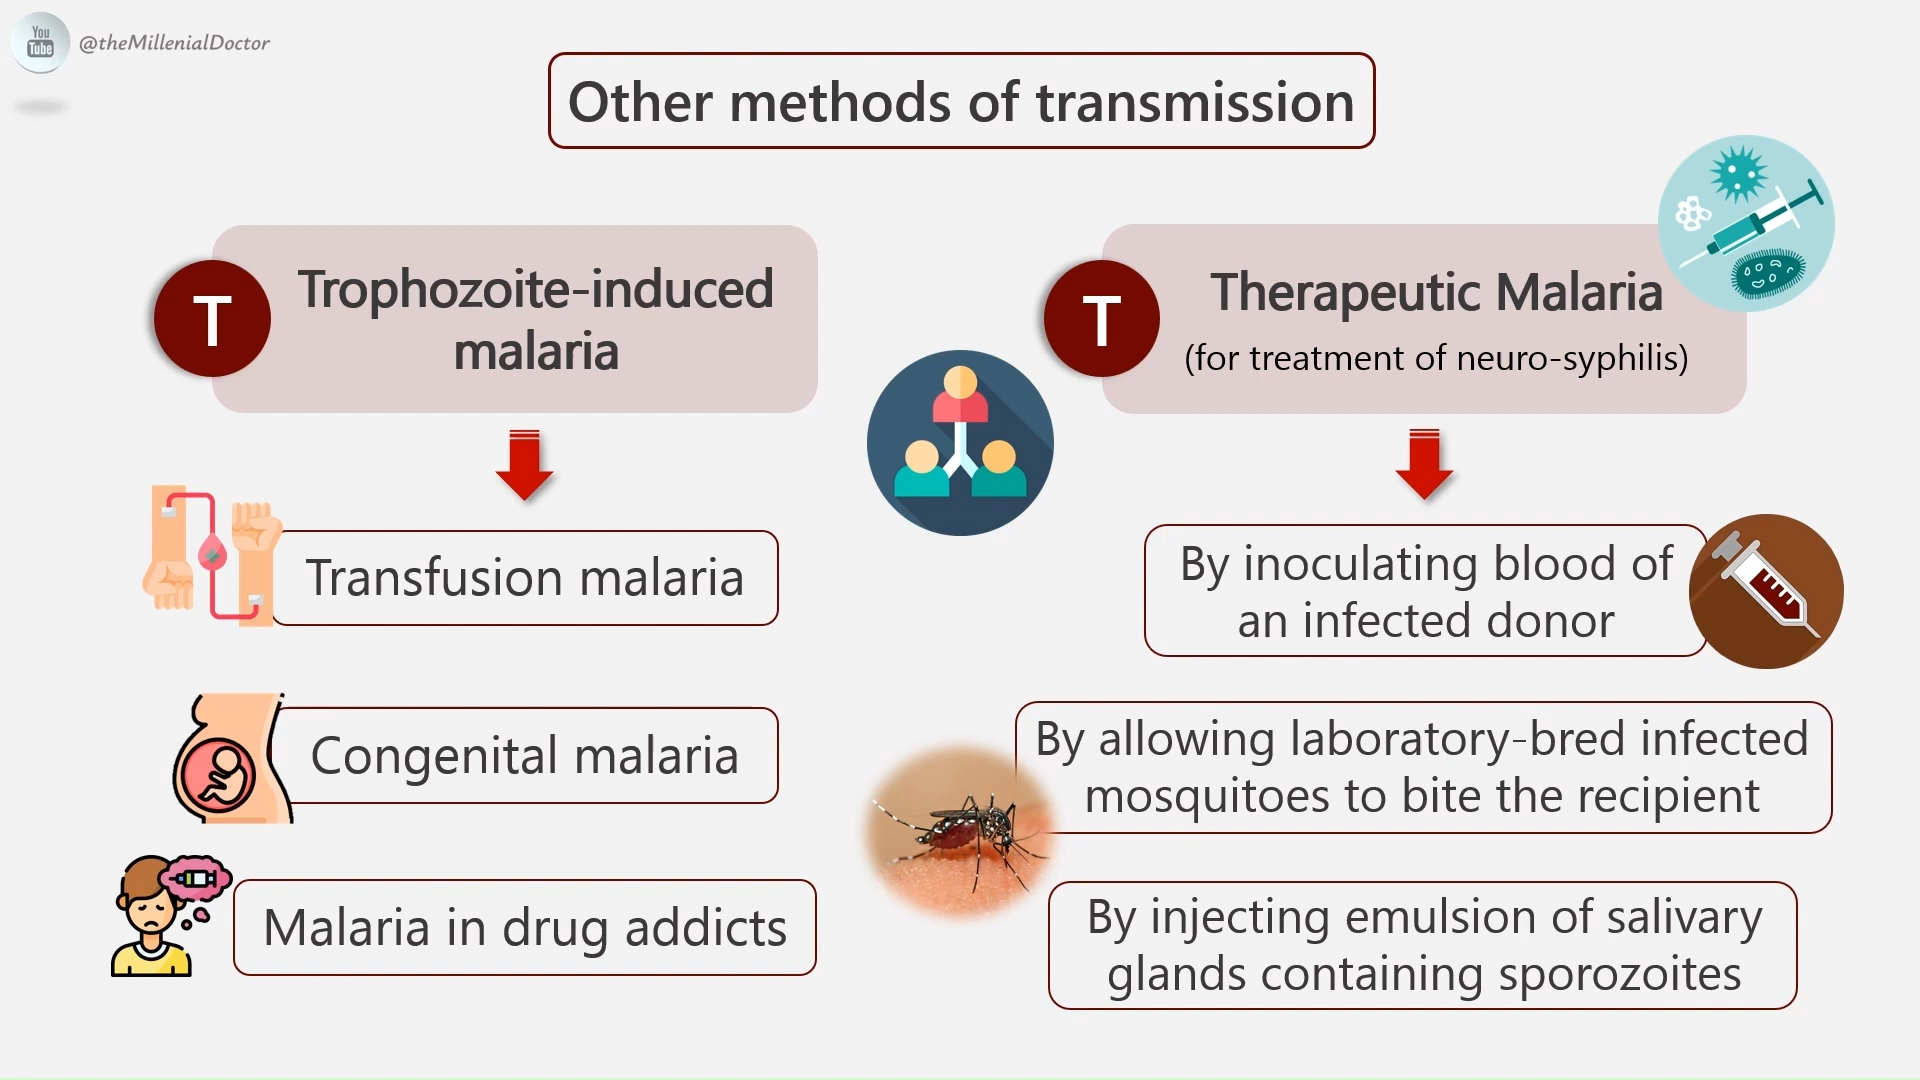 You
Tube
@theMillenialDoctor
Other methods of transmission
T
Trophozoite-induced
malaria
Transfusion malaria
Congenital malaria
Malaria in drug addicts
T
Therapeutic Malaria
(for treatment of neuro-syphilis)
By inoculating blood of
an infected donor
By allowing laboratory-bred infected
mosquitoes to bite the recipient
By injecting emulsion of salivary
glands containing sporozoites